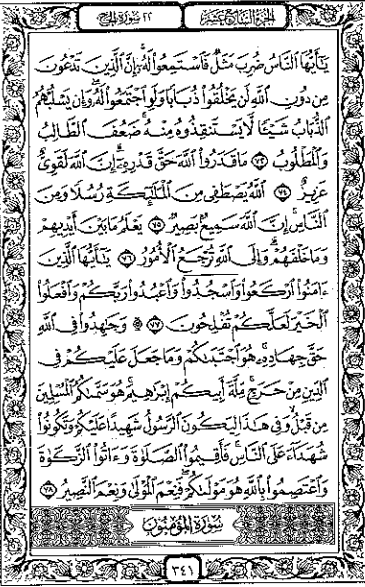 الجزء السابع عشر ٢٢ سورة الحج
يَٰٓأَيُّهَا ٱلنَّاسُ ضُرِبَ مَثَلٌ فَٱسْتَمِعُوا۟ لَهُۥٓ إِنَّ ٱلَّذِينَ تَدْعُونَ
مِن دُونِ ٱللَّهِ لَن يَخْلُقُوا۟ ذُبَابًا وَلَوِ ٱجْتَمَعُوا۟ لَهُۥ وَإِن يَسْلُبْهُمُ
ٱلذُّبَابُ شَيْـًٔا لَّا يَسْتَنقِذُوهُ مِنْهُ ضَعُفَ ٱلطَّالِبُ
وَٱلْمَطْلُوبُ ٧٣ مَا قَدَرُوا۟ ٱللَّهَ حَقَّ قَدْرِهِۦٓ إِنَّ ٱللَّهَ لَقَوِىٌّ
عَزِيزٌ ٧٤ ٱللَّهُ يَصْطَفِى مِنَ ٱلْمَلَٰٓئِكَةِ رُسُلًا وَمِنَ
ٱلنَّاسِ إِنَّ ٱللَّهَ سَمِيعٌۢ بَصِيرٌ ٧٥ يَعْلَمُ مَا بَيْنَ أَيْدِيهِمْ
وَمَا خَلْفَهُمْ وَإِلَى ٱللَّهِ تُرْجَعُ ٱلْأُمُورُ ٧٦ يَٰٓأَيُّهَا ٱلَّذِينَ
ءَامَنُوا۟ ٱرْكَعُوا۟ وَٱسْجُدُوا۟ وَٱعْبُدُوا۟ رَبَّكُمْ وَٱفْعَلُوا۟
ٱلْخَيْرَ لَعَلَّكُمْ تُفْلِحُونَ ۩ ٧٧ وَجَٰهِدُوا۟ فِى ٱللَّهِ
حَقَّ جِهَادِهِۦ هُوَ ٱجْتَبَىٰكُمْ وَمَا جَعَلَ عَلَيْكُمْ فِى
ٱلدِّينِ مِنْ حَرَجٍ مِّلَّةَ أَبِيكُمْ إِبْرَٰهِيمَ هُوَ سَمَّىٰكُمُ ٱلْمُسْلِمِينَ
مِن قَبْلُ وَفِى هَٰذَا لِيَكُونَ ٱلرَّسُولُ شَهِيدًا عَلَيْكُمْ وَتَكُونُوا۟
شُهَدَآءَ عَلَى ٱلنَّاسِ فَأَقِيمُوا۟ ٱلصَّلَوٰةَ وَءَاتُوا۟ ٱلزَّكَوٰةَ
وَٱعْتَصِمُوا۟ بِٱللَّهِ هُوَ مَوْلَىٰكُمْ فَنِعْمَ ٱلْمَوْلَىٰ وَنِعْمَ ٱلنَّصِيرُ ٧٨
سورة المؤمنون
٣٤١